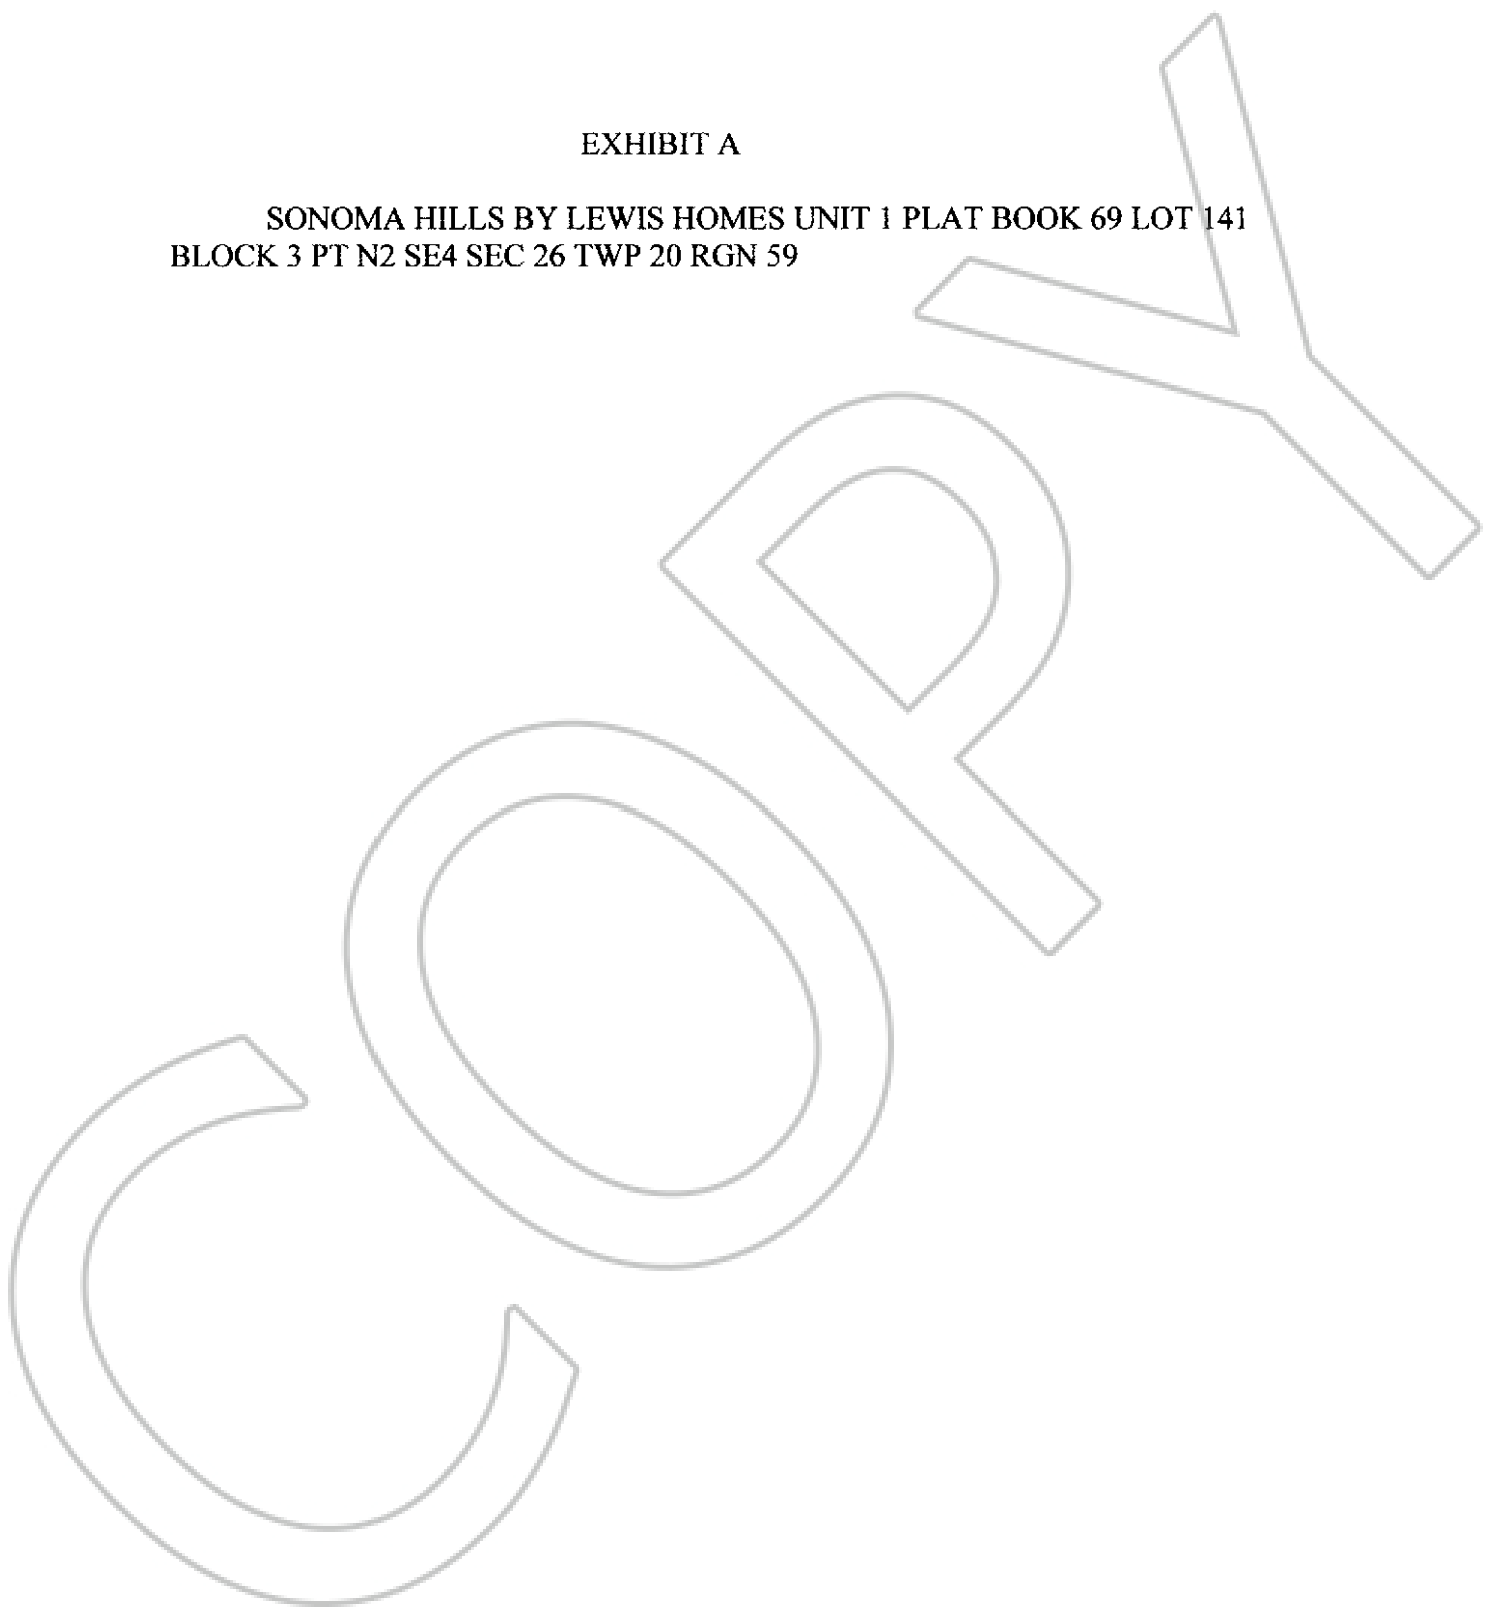 EXHIBIT A
SONOMA HILLS BY LEWIS HOMES UNIT 1 PLAT BOOK 69 LOT 141
BLOCK 3 PT N2 SE4 SEC 26 TWP 20 RGN 59
COPY